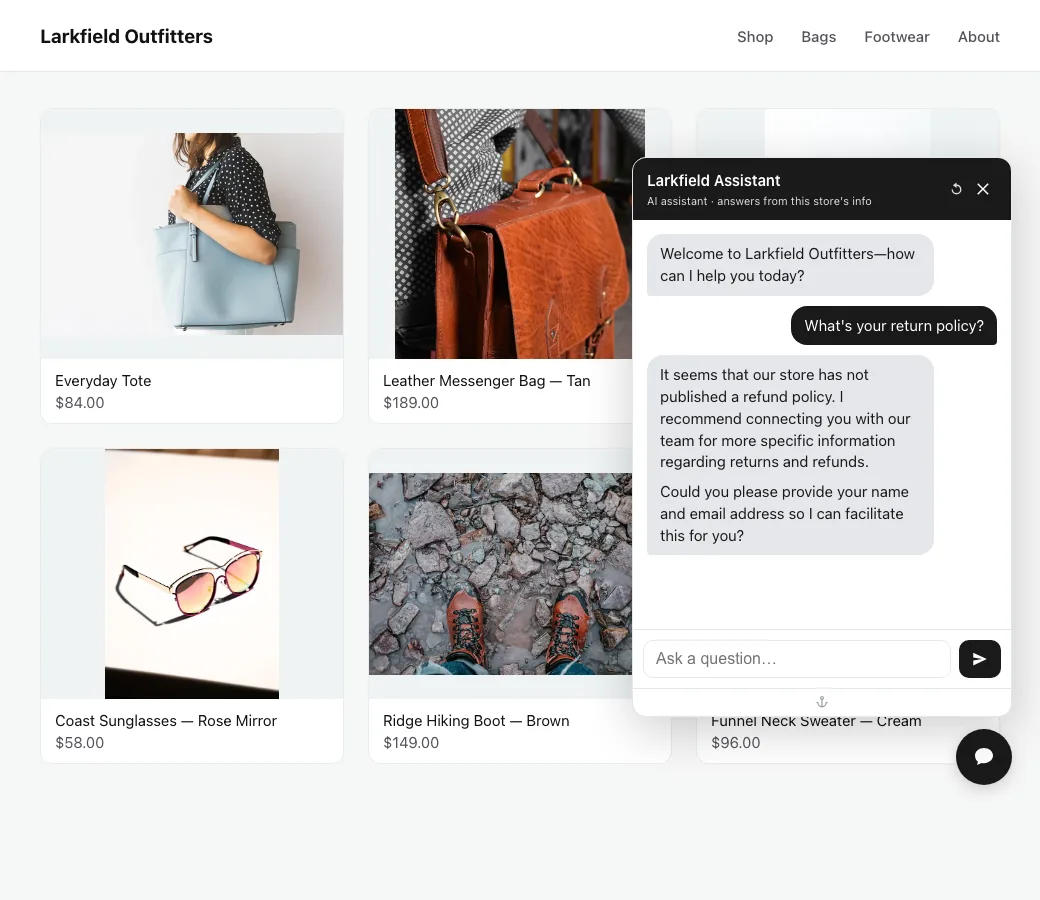 Larkfield Outfitters
Shop
Bags
Footwear
About
Everyday Tote
$84.00
Leather Messenger Bag — Tan
$189.00
Coast Sunglasses — Rose Mirror
$58.00
Ridge Hiking Boot — Brown
$149.00
Funnel Neck Sweater — Cream
$96.00
Larkfield Assistant
AI assistant · answers from this store's info
Welcome to Larkfield Outfitters—how
can I help you today?
What's your return policy?
It seems that our store has not
published a refund policy. I
recommend connecting you with our
team for more specific information
regarding returns and refunds.
Could you please provide your name
and email address so I can facilitate
this for you?
Ask a question…